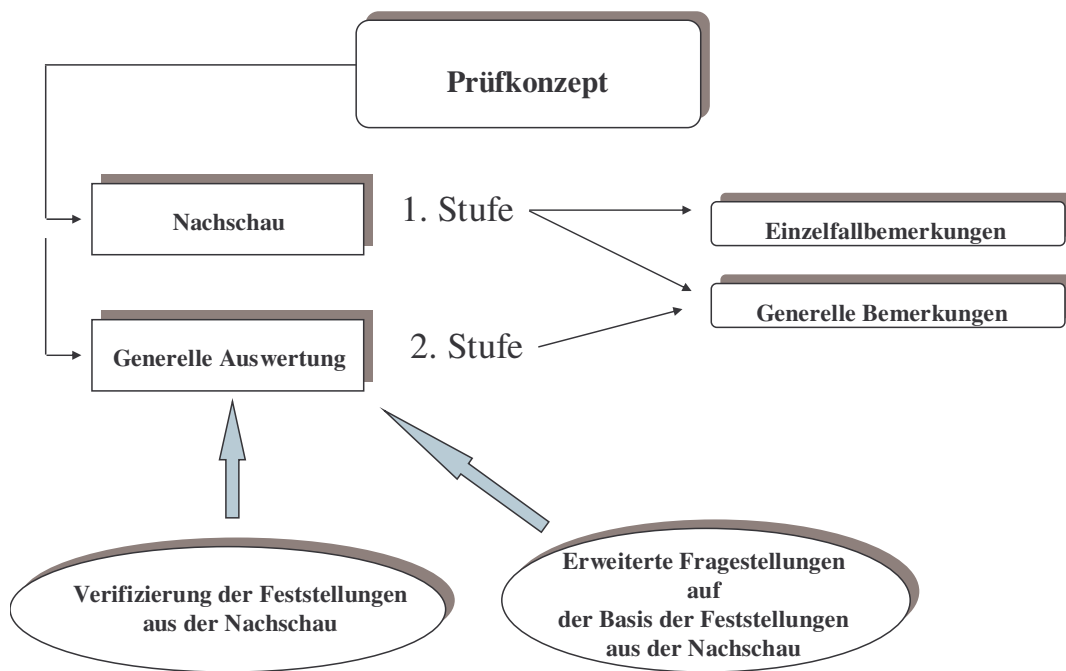 Prüfkonzept
Nachschau
1. Stufe
Einzelfallbemerkungen
Generelle Bemerkungen
Generelle Auswertung
2. Stufe
Verifizierung der Feststellungen
aus der Nachschau
Erweiterte Fragestellungen
auf
der Basis der Feststellungen
aus der Nachschau